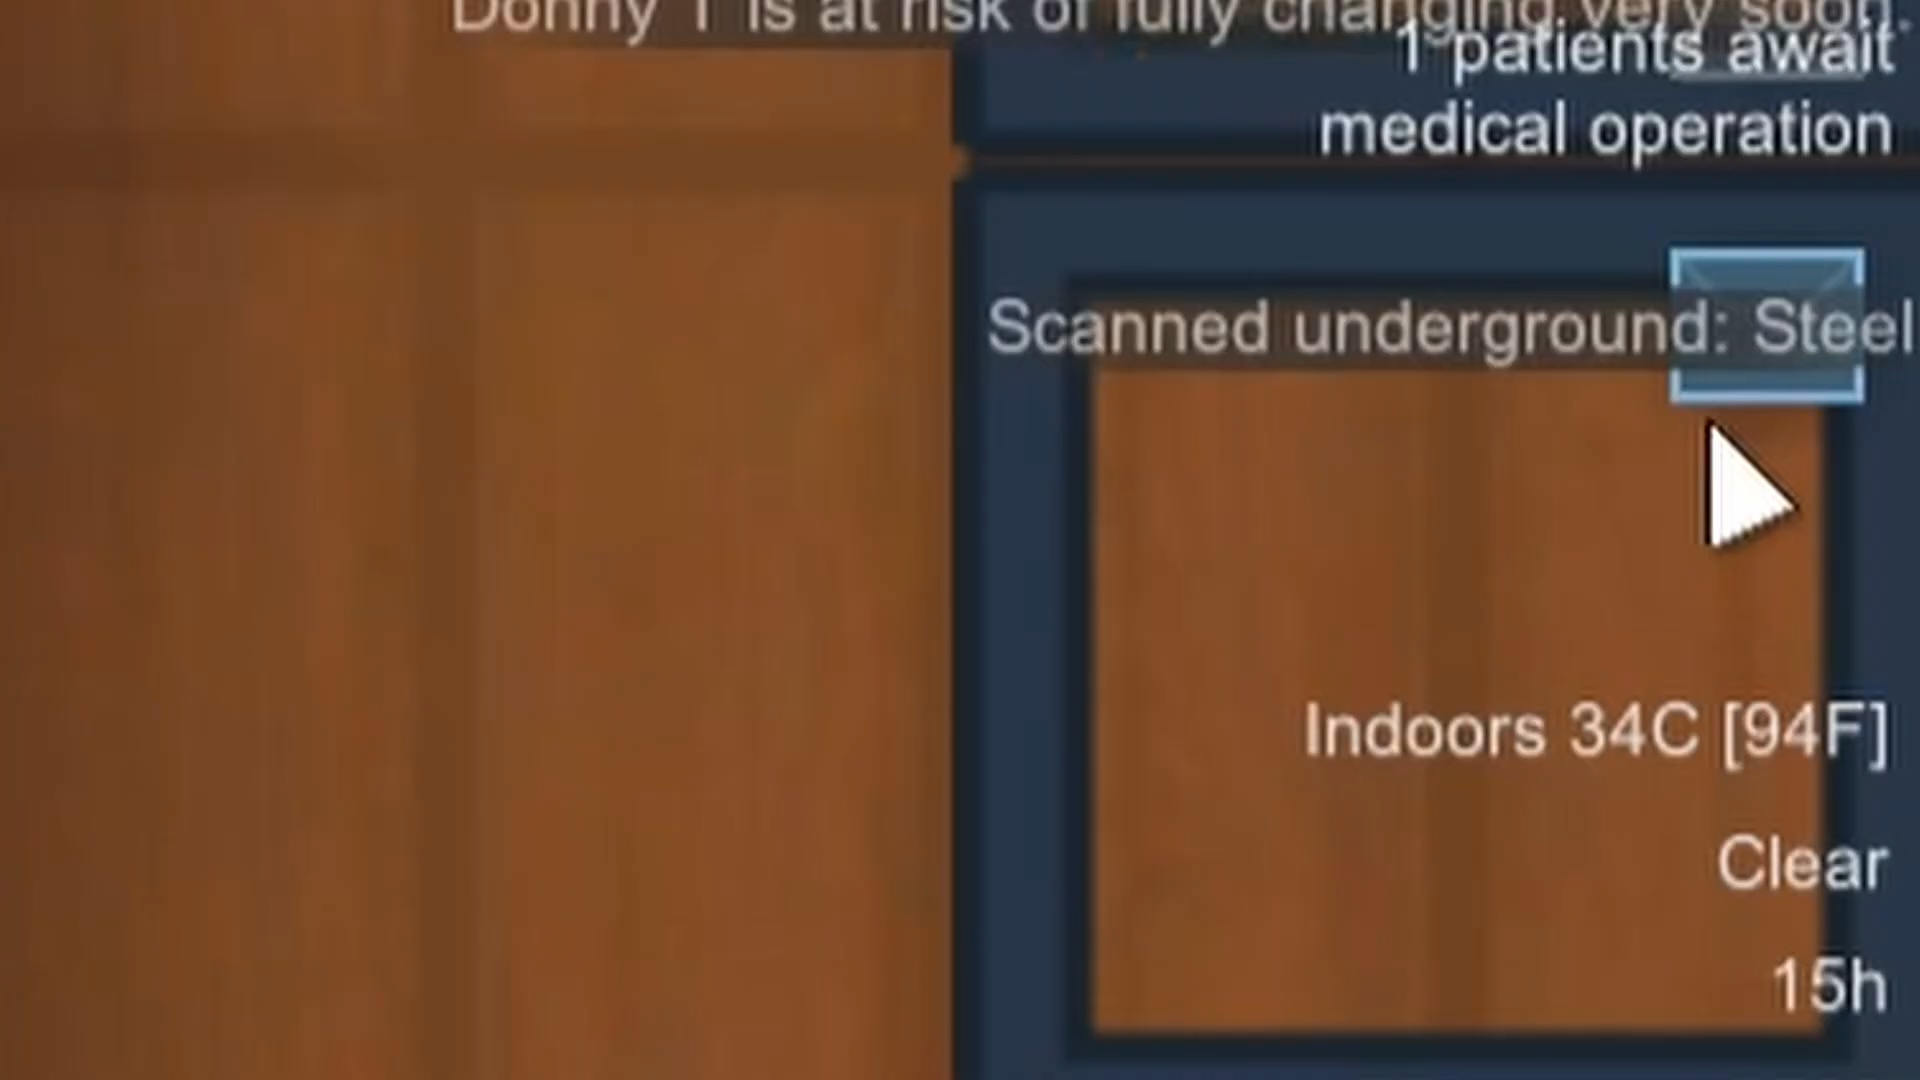 Donny T is at risk of fully changing very soon.
1 patients await
medical operation
Scanned underground: Steel
Indoors 34C [94F]
Clear
15h